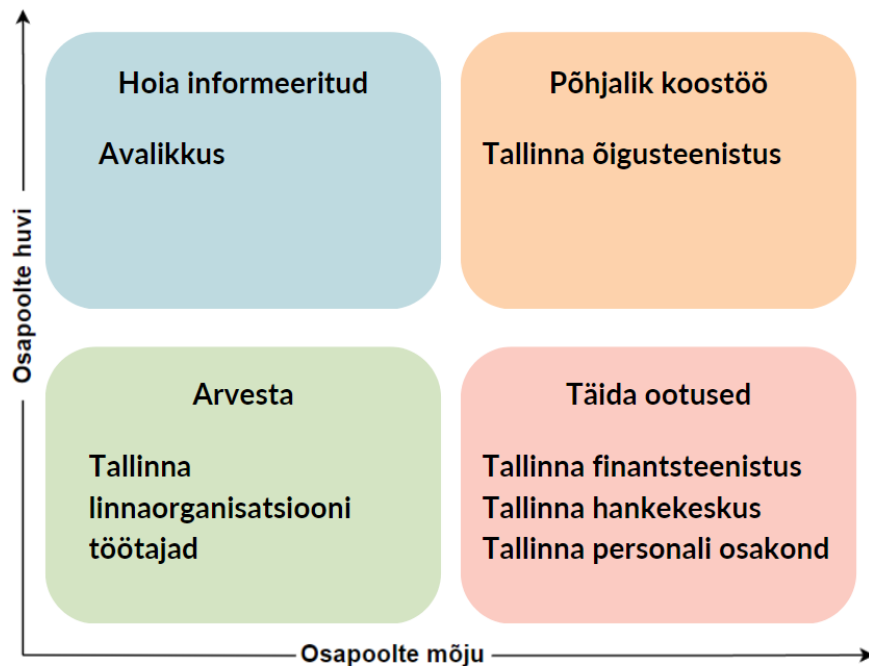 Osapoolte huvi
Hoia informeeritud
Avalikkus
Põhjalik koostöö
Tallinna õigusteenistus
Arvesta
Tallinna
linnaorganisatsiooni
töötajad
Täida ootused
Tallinna finantsteenistus
Tallinna hankekeskus
Tallinna personali osakond
Osapoolte mõju